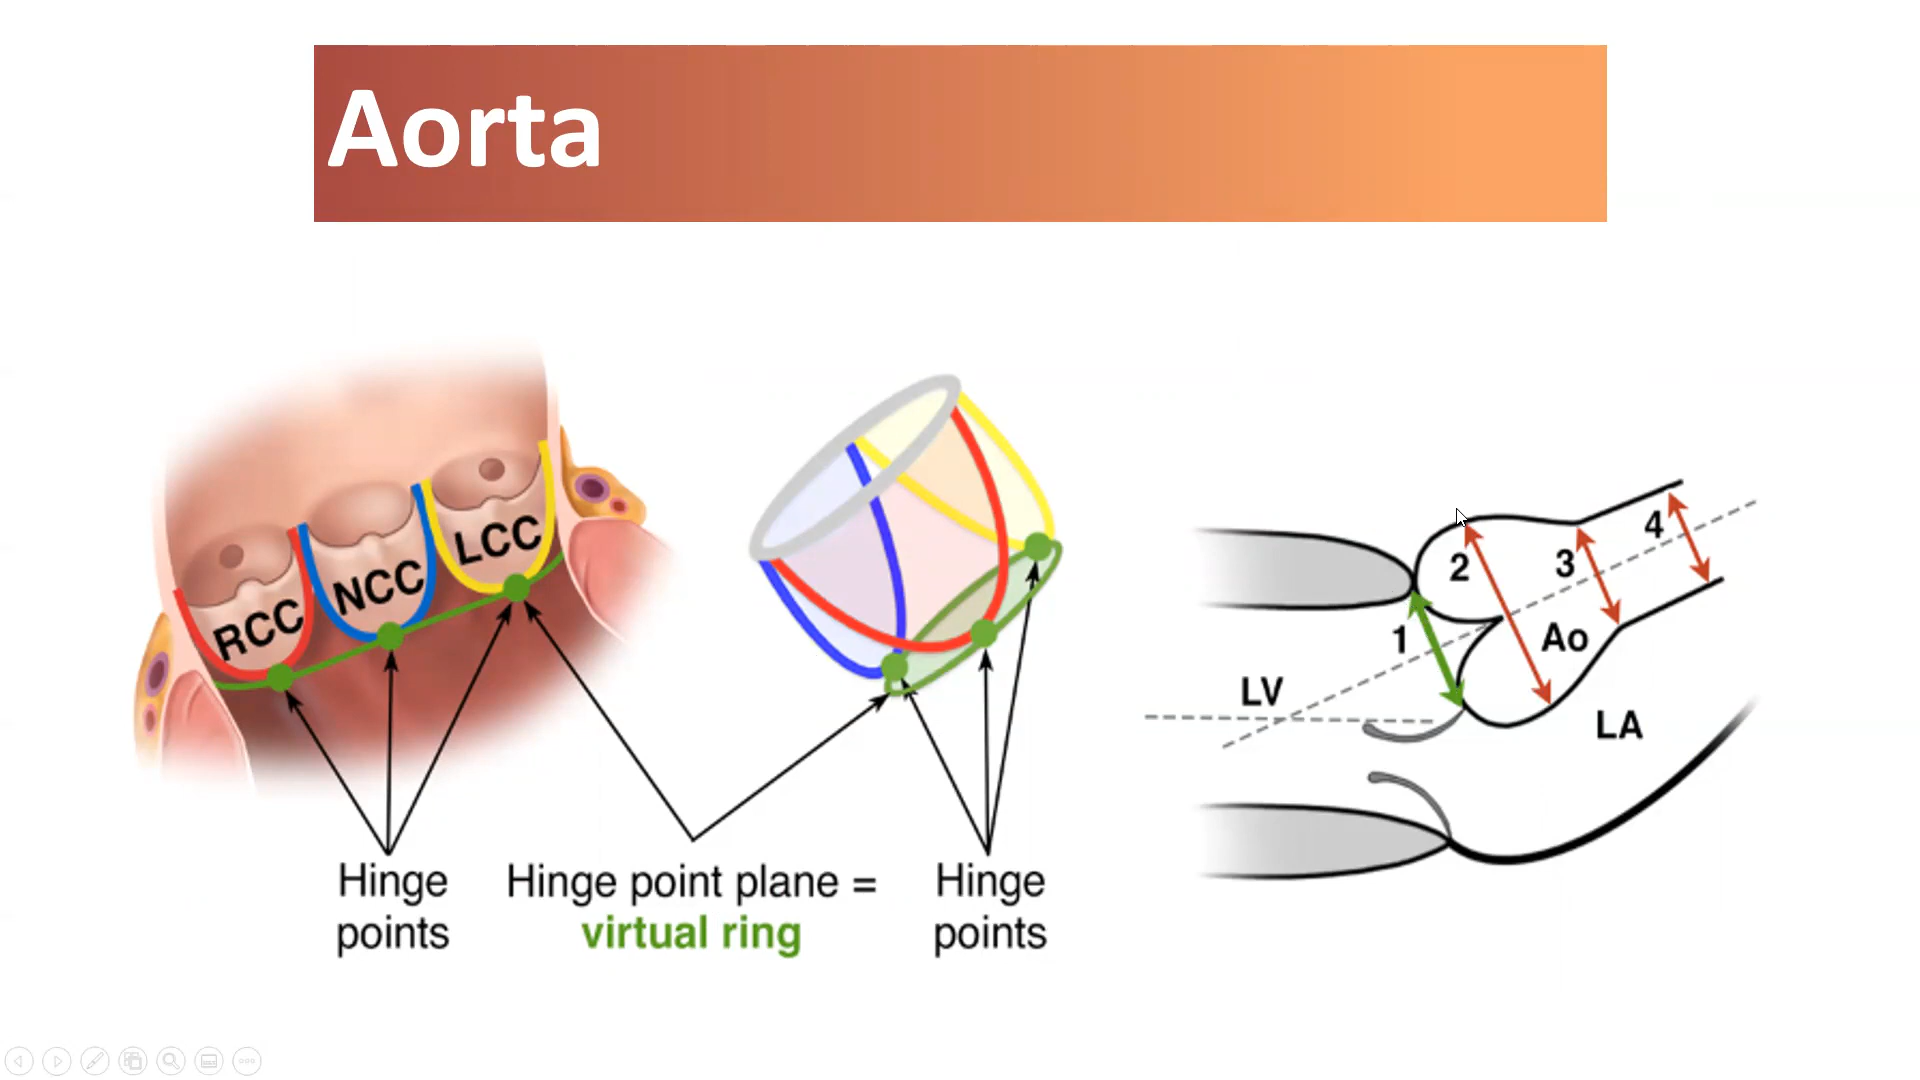 Aorta
RCC
NCC
LCC
Hinge
points
Hinge point plane =
virtual ring
Hinge
points
1
2
3
4
Ao
LV
LA